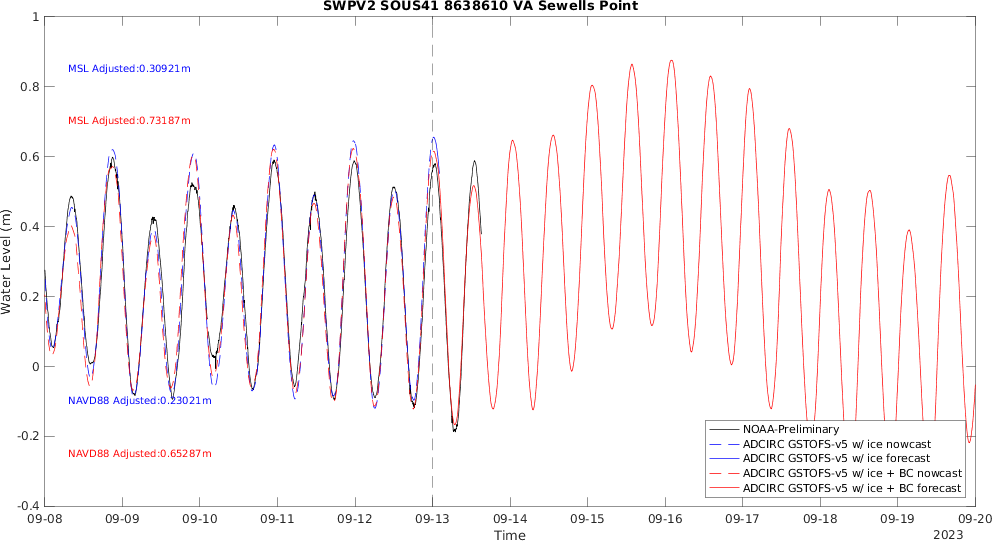 SWPV2 SOUS41 8638610 VA Sewells Point
1
0.8
0.6
0.4
0.2
0
-0.2
-0.4
Water Level (m)
MSL Adjusted:0.30921m
MSL Adjusted:0.73187m
NAVD88 Adjusted:0.23021m
NAVD88 Adjusted:0.65287m
NOAA-Preliminary
ADCIRC GSTOFS-v5 w/ ice nowcast
ADCIRC GSTOFS-v5 w/ ice forecast
ADCIRC GSTOFS-v5 w/ ice + BC nowcast
ADCIRC GSTOFS-v5 w/ ice + BC forecast
09-08 09-09 09-10 09-11 09-12 09-13 09-14 09-15 09-16 09-17 09-18 09-19 09-20
Time
2023